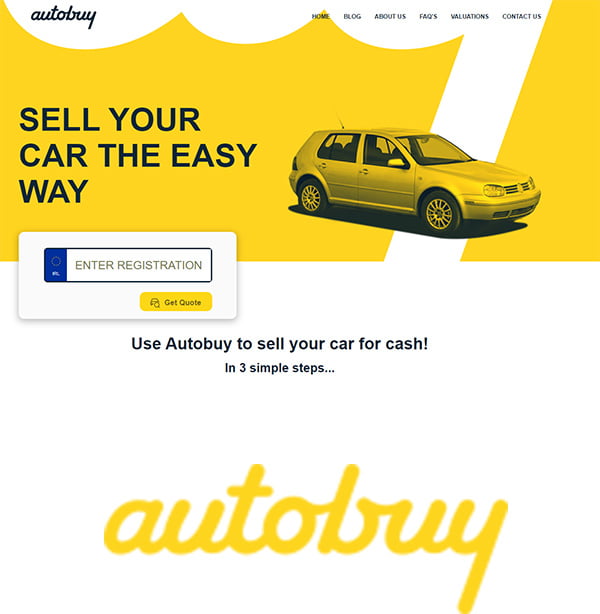 autobuy
HOME BLOG ABOUT US FAQ'S VALUATIONS CONTACT US
SELL YOUR
CAR THE EASY
WAY
IRL
ENTER REGISTRATION
Get Quote
Use Autobuy to sell your car for cash!
In 3 simple steps...
autobuy